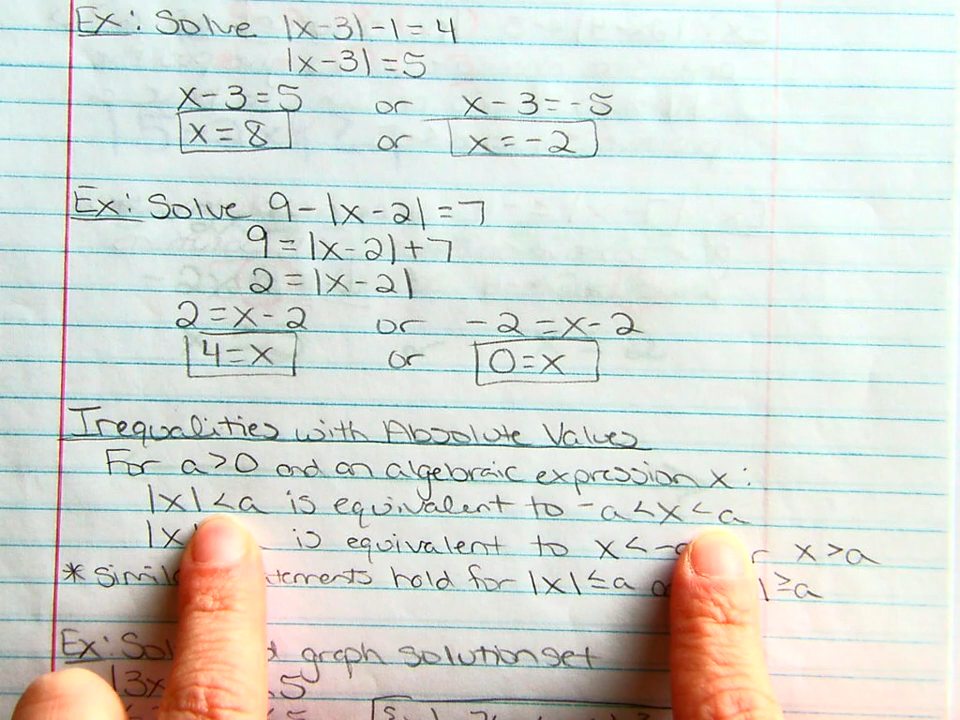 Ex: Solve |x-3|-1=4
|x-3|=5
x-3=5 or x-3=-5
x=8 or x=-2
Ex: Solve 9-|x-2|=7
9=|x-2|+7
2=|x-2|
2=x-2 or -2=x-2
4=x or 0=x
Inequalities with Absolute Values
For a>0 and an algebraic expression x:
|x|<a is equivalent to -a<x<a
|x is equivalent to x<-a r x>a
* hold for |x|≤a |≥a
Ex: graph solution set
|3x 5